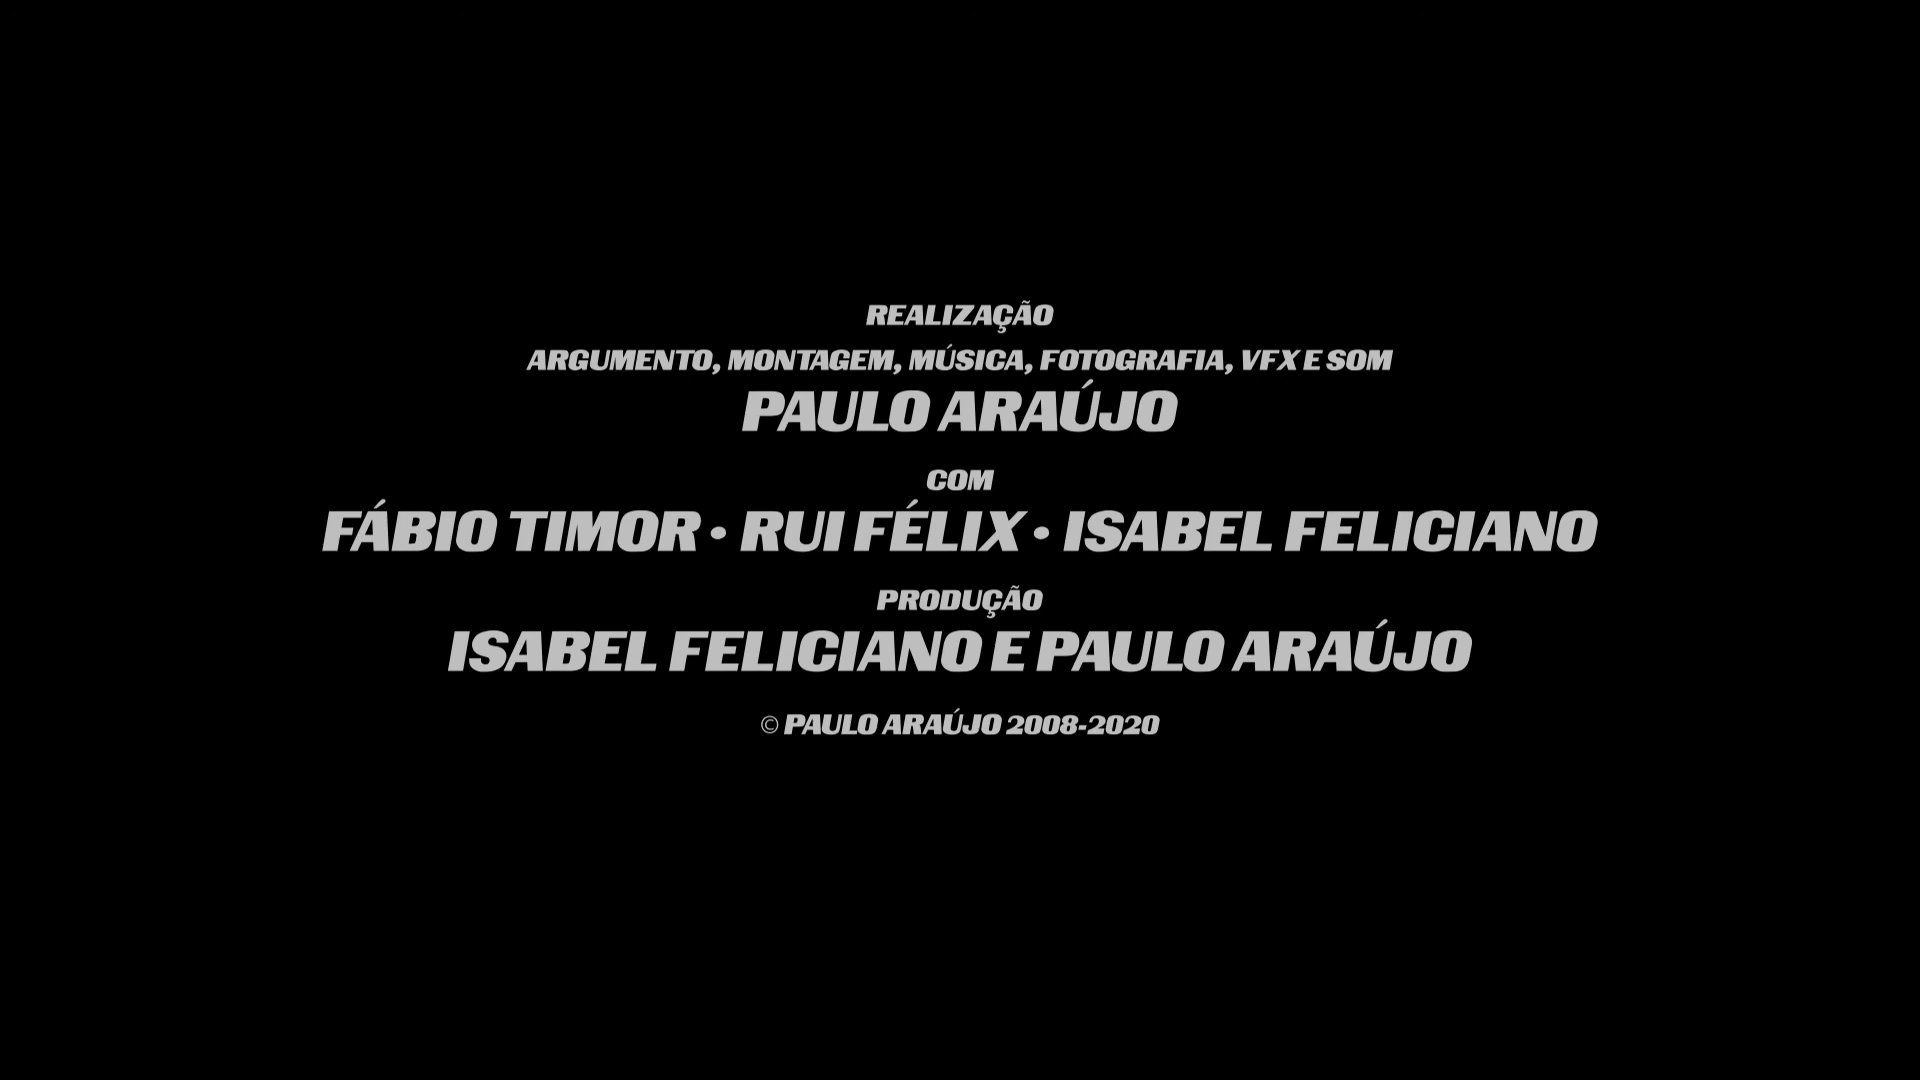 REALIZAÇÃO
ARGUMENTO, MONTAGEM, MÚSICA, FOTOGRAFIA, VFX E SOM
PAULO ARAÚJO
COM
FÁBIO TIMOR • RUI FÉLIX • ISABEL FELICIANO
PRODUÇÃO
ISABEL FELICIANO E PAULO ARAÚJO
© PAULO ARAÚJO 2008-2020